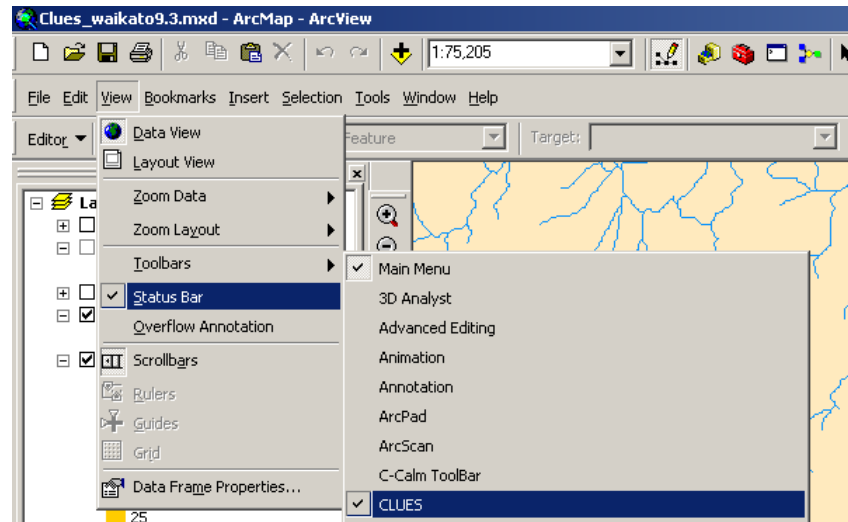 Clues_waikato9.3.mxd - ArcMap - ArcView
1:75,205
File Edit View Bookmarks Insert Selection Tools Window Help
Editor Feature Target:
Data View
Layout View
La
Zoom Data
Zoom Layout
Toolbars
Main Menu
Status Bar
3D Analyst
Overflow Annotation
Advanced Editing
Scrollbars
Animation
Rulers
Annotation
Guides
ArcPad
Grid
ArcScan
C-Calm ToolBar
Data Frame Properties...
CLUES
25